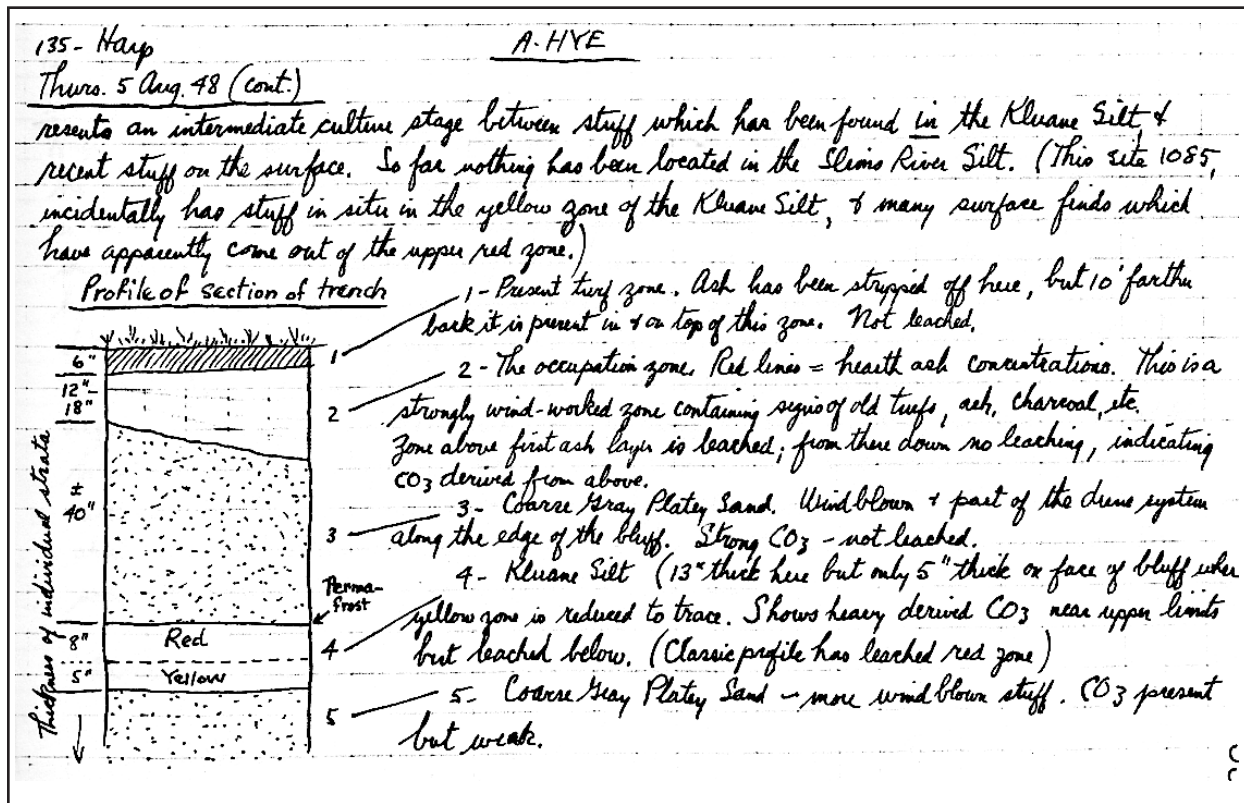 135- Harp
A-HYE
Thurs. 5 Aug. 48 (cont.)
resents an intermediate culture stage between stuff which has been found in the Kluane Silt, &
recent stuff on the surface. So far nothing has been located in the Slims River Silt. (This site 1085,
incidentally has stuff in situ in the yellow zone of the Kluane Silt, & many surface finds which
have apparently come out of the upper red zone.)
Profile of section of trench
1- Present turf zone. Ash has been stripped off here, but 10' farther
back it is present in & on top of this zone. Not leached.
2- The occupation zone. Red lines = hearth ash concentrations. This is a
strongly wind-worked zone containing signs of old turfs, ash, charcoal, etc.
Zone above first ash layer is leached; from there down no leaching, indicating
CO3 derived from above.
3- Coarse Gray Platey Sand. Windblown & part of the dune system
along the edge of the bluff. Strong CO3 - not leached.
4- Kluane Silt (13" thick here but only 5" thick on face of bluff wher
yellow zone is reduced to trace. Shows heavy derived CO3 near upper limits
but leached below. (Classic profile has leached red zone)
5- Coarse Gray Platey Sand - more windblown stuff. CO3 present
but weak.
Thickness of individual strata
6"
12"-
18"
±
40"
8"
5"
Red
Yellow
Perma-
frost
1
2
3
4
5